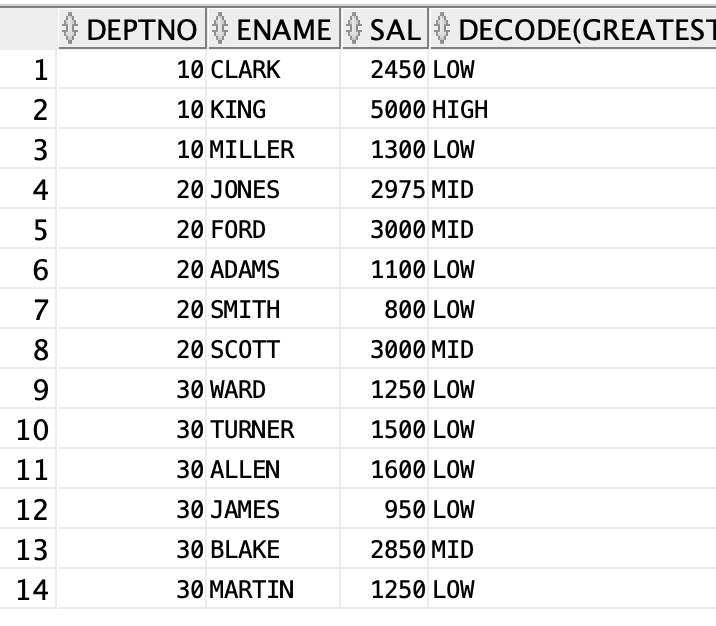 DEPTNO ENAME SAL DECODE(GREATEST
1 10 CLARK 2450 LOW
2 10 KING 5000 HIGH
3 10 MILLER 1300 LOW
4 20 JONES 2975 MID
5 20 FORD 3000 MID
6 20 ADAMS 1100 LOW
7 20 SMITH 800 LOW
8 20 SCOTT 3000 MID
9 30 WARD 1250 LOW
10 30 TURNER 1500 LOW
11 30 ALLEN 1600 LOW
12 30 JAMES 950 LOW
13 30 BLAKE 2850 MID
14 30 MARTIN 1250 LOW